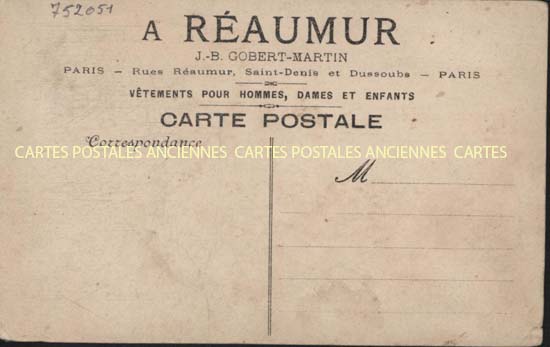 752051
A RÉAUMUR
J.-B. GOBERT-MARTIN
PARIS — Rues Réaumur, Saint-Denis et Dussoubs — PARIS
VÊTEMENTS POUR HOMMES, DAMES ET ENFANTS
CARTE POSTALE
Correspondance
CARTES POSTALES ANCIENNES CARTES POSTALES ANCIENNES CARTES
M